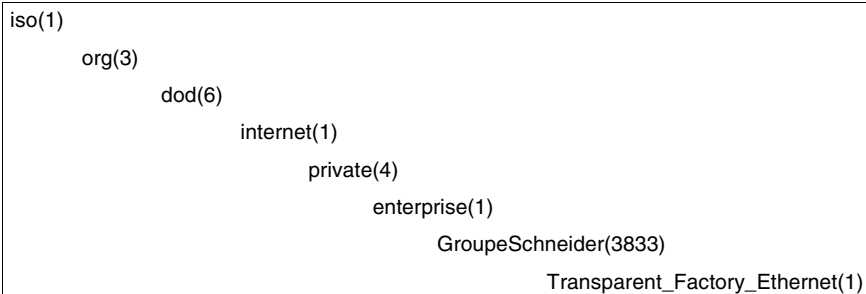 iso(1)
org(3)
dod(6)
internet(1)
private(4)
enterprise(1)
GroupeSchneider(3833)
Transparent_Factory_Ethernet(1)